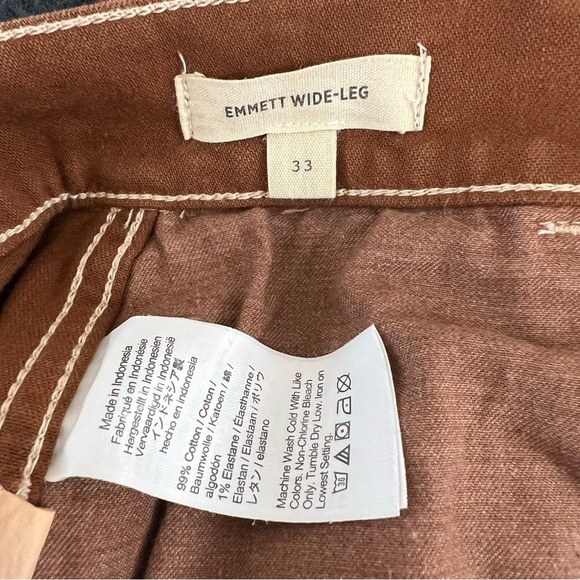 EMMETT WIDE-LEG
33
Made in Indonesia
Fabriqué en Indonésie
Hergestellt in Indonesien
Vervaardigd in Indonesië
インドネシア製
hecho en indonesia
99% Cotton / Coton /
Baumwolle / Katoen / 綿 /
algodón
1% Elastane / Élasthanne /
Elastan / Elastaan / ポリウ
レタン / elastano
Machine Wash Cold With Like
Colors. Non-Chlorine Bleach
Only. Tumble Dry Low. Iron on
Lowest Setting.
30